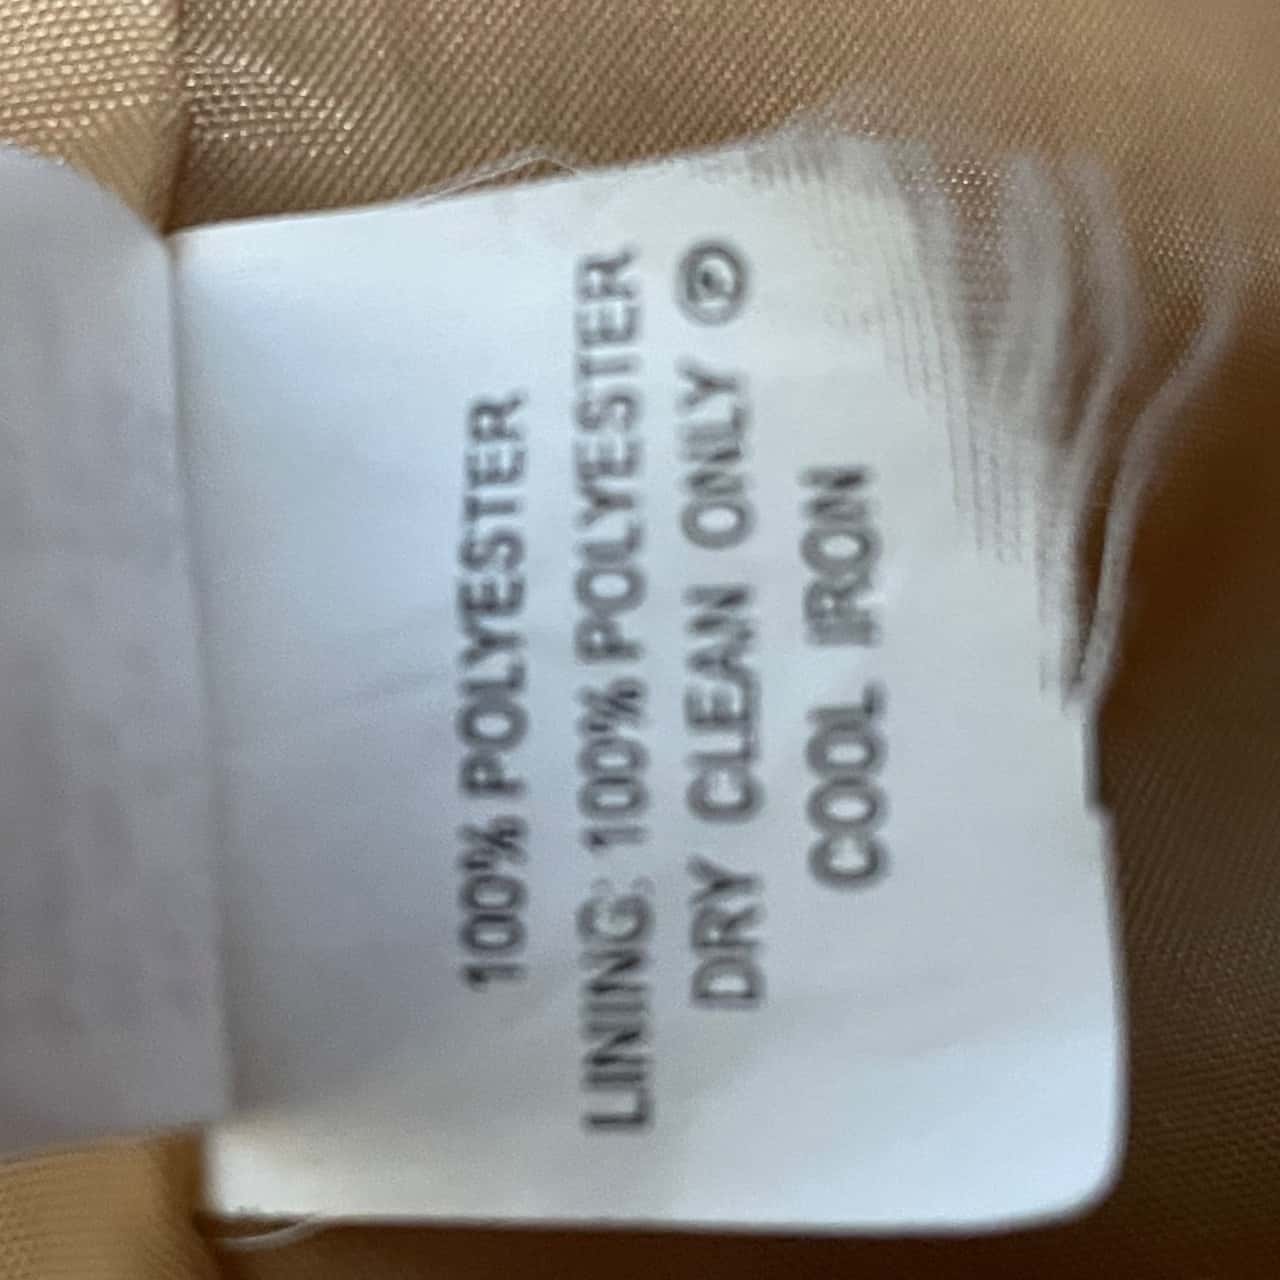 100% POLYESTER
LINING: 100% POLYESTER
DRY CLEAN ONLY Ⓟ
COOL IRON